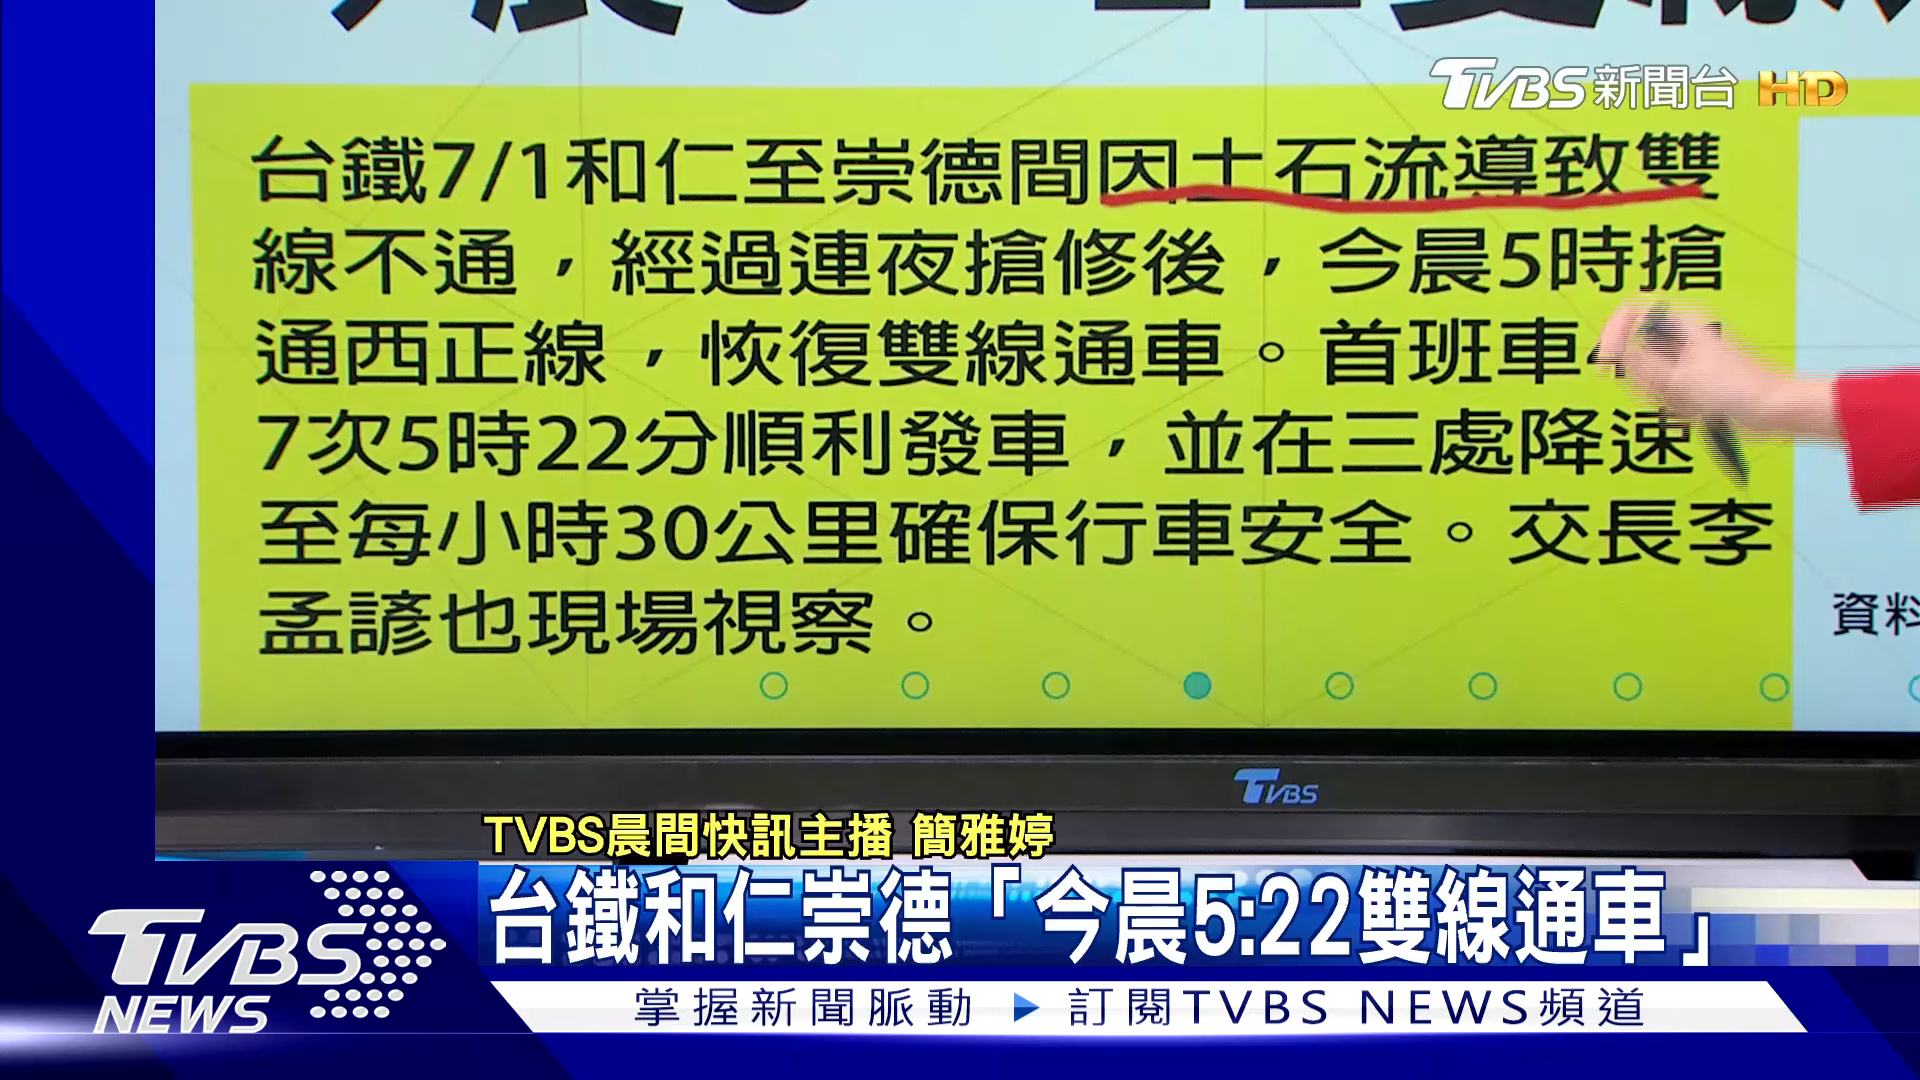 TVBS新聞台 HD
台鐵7/1和仁至崇德間因土石流導致雙
線不通，經過連夜搶修後，今晨5時搶
通西正線，恢復雙線通車。首班車
7次5時22分順利發車，並在三處降速
至每小時30公里確保行車安全。交長李
孟諺也現場視察。
資料
TVBS
TVBS晨間快訊主播 簡雅婷
台鐵和仁崇德「今晨5:22雙線通車」
TVBS NEWS
掌握新聞脈動 ▶ 訂閱TVBS NEWS頻道